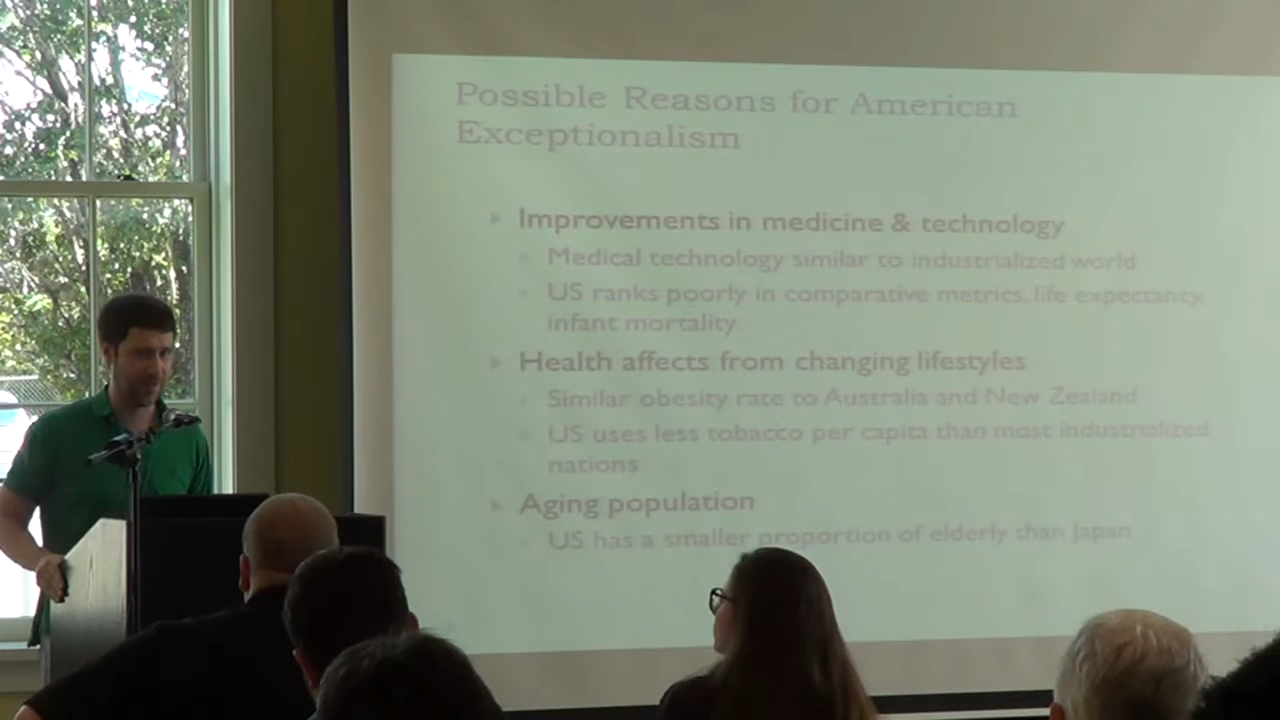 Possible Reasons for American
Exceptionalism
Improvements in medicine & technology
Medical technology similar to industrialized world
US ranks poorly in comparative metrics, life expectancy,
infant mortality
Health affects from changing lifestyles
Similar obesity rate to Australia and New Zealand
US uses less tobacco per capita than most industrialized
nations
Aging population
US has a smaller proportion of elderly than Japan